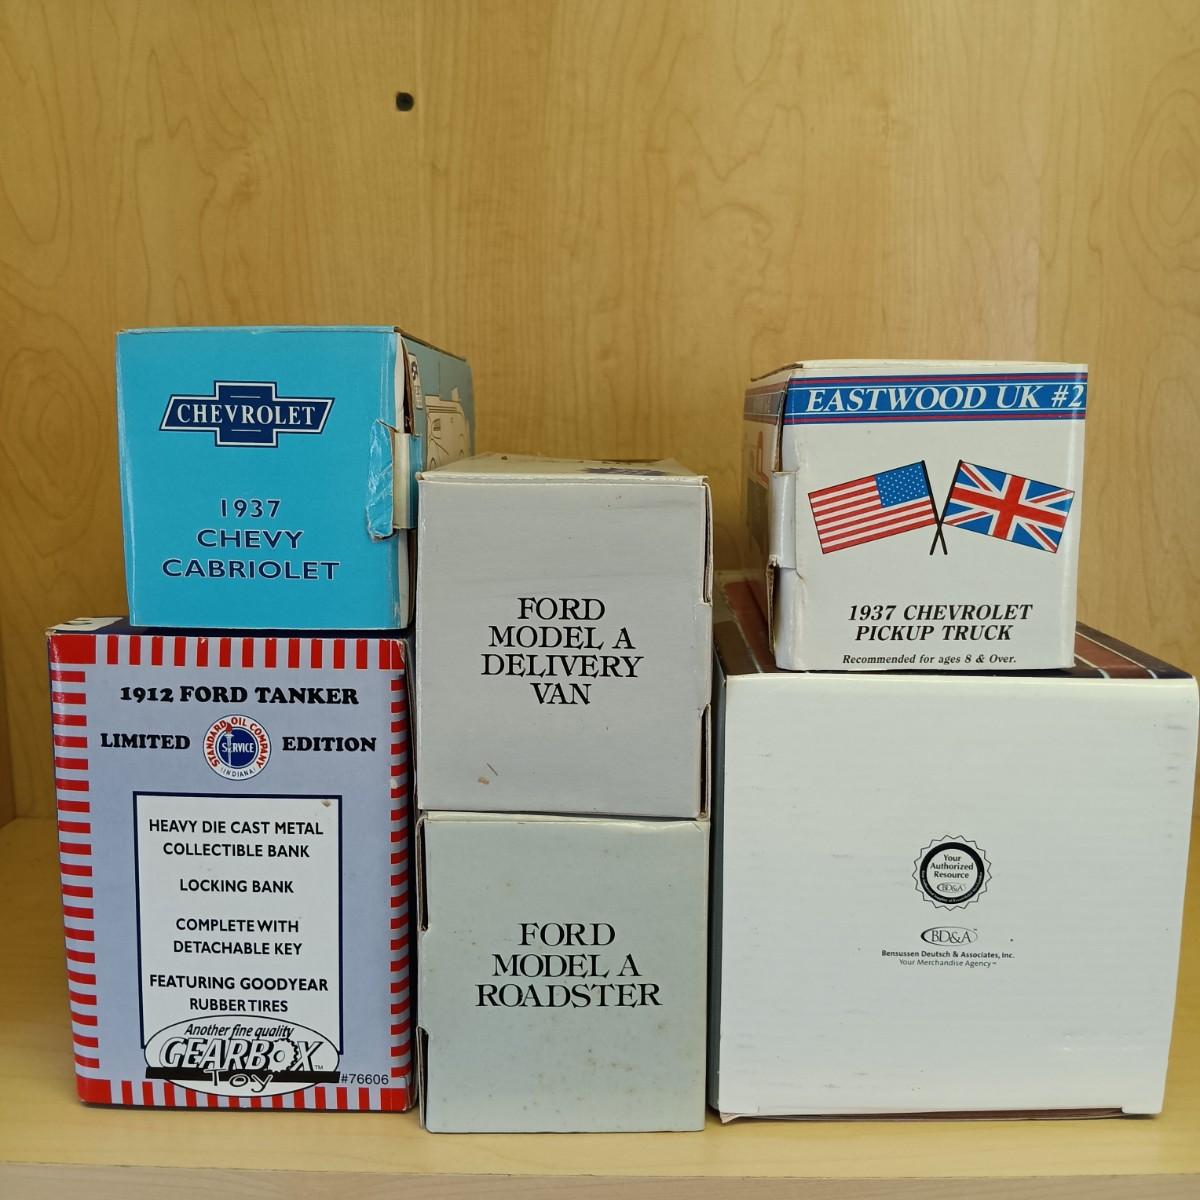 CHEVROLET
1937
CHEVY
CABRIOLET
1912 FORD TANKER
LIMITED
STANDARD OIL COMPANY
SERVICE
(INDIANA)
EDITION
HEAVY DIE CAST METAL
COLLECTIBLE BANK
LOCKING BANK
COMPLETE WITH
DETACHABLE KEY
FEATURING GOODYEAR
RUBBER TIRES
Another fine quality
GEARBOX™
Toy
#76606
FORD
MODEL A
DELIVERY
VAN
FORD
MODEL A
ROADSTER
EASTWOOD UK #2
1937 CHEVROLET
PICKUP TRUCK
Recommended for ages 8 & Over.
Your
Authorized
Resource
BD&A
BD&A
Bensussen Deutsch & Associates, Inc.
Your Merchandise Agency™